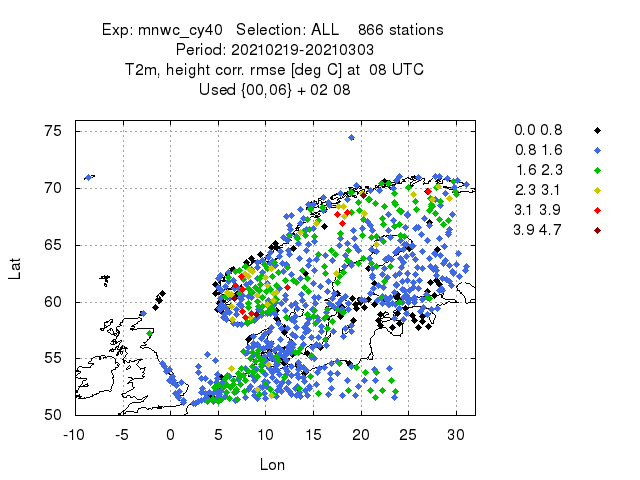 Exp: mnwc_cy40   Selection: ALL    866 stations
Period: 20210219-20210303
T2m, height corr. rmse [deg C] at  08 UTC
Used {00,06} + 02 08
0.0 0.8
0.8 1.6
1.6 2.3
2.3 3.1
3.1 3.9
3.9 4.7
75
70
65
60
55
50
Lat
-10 -5 0 5 10 15 20 25 30
Lon